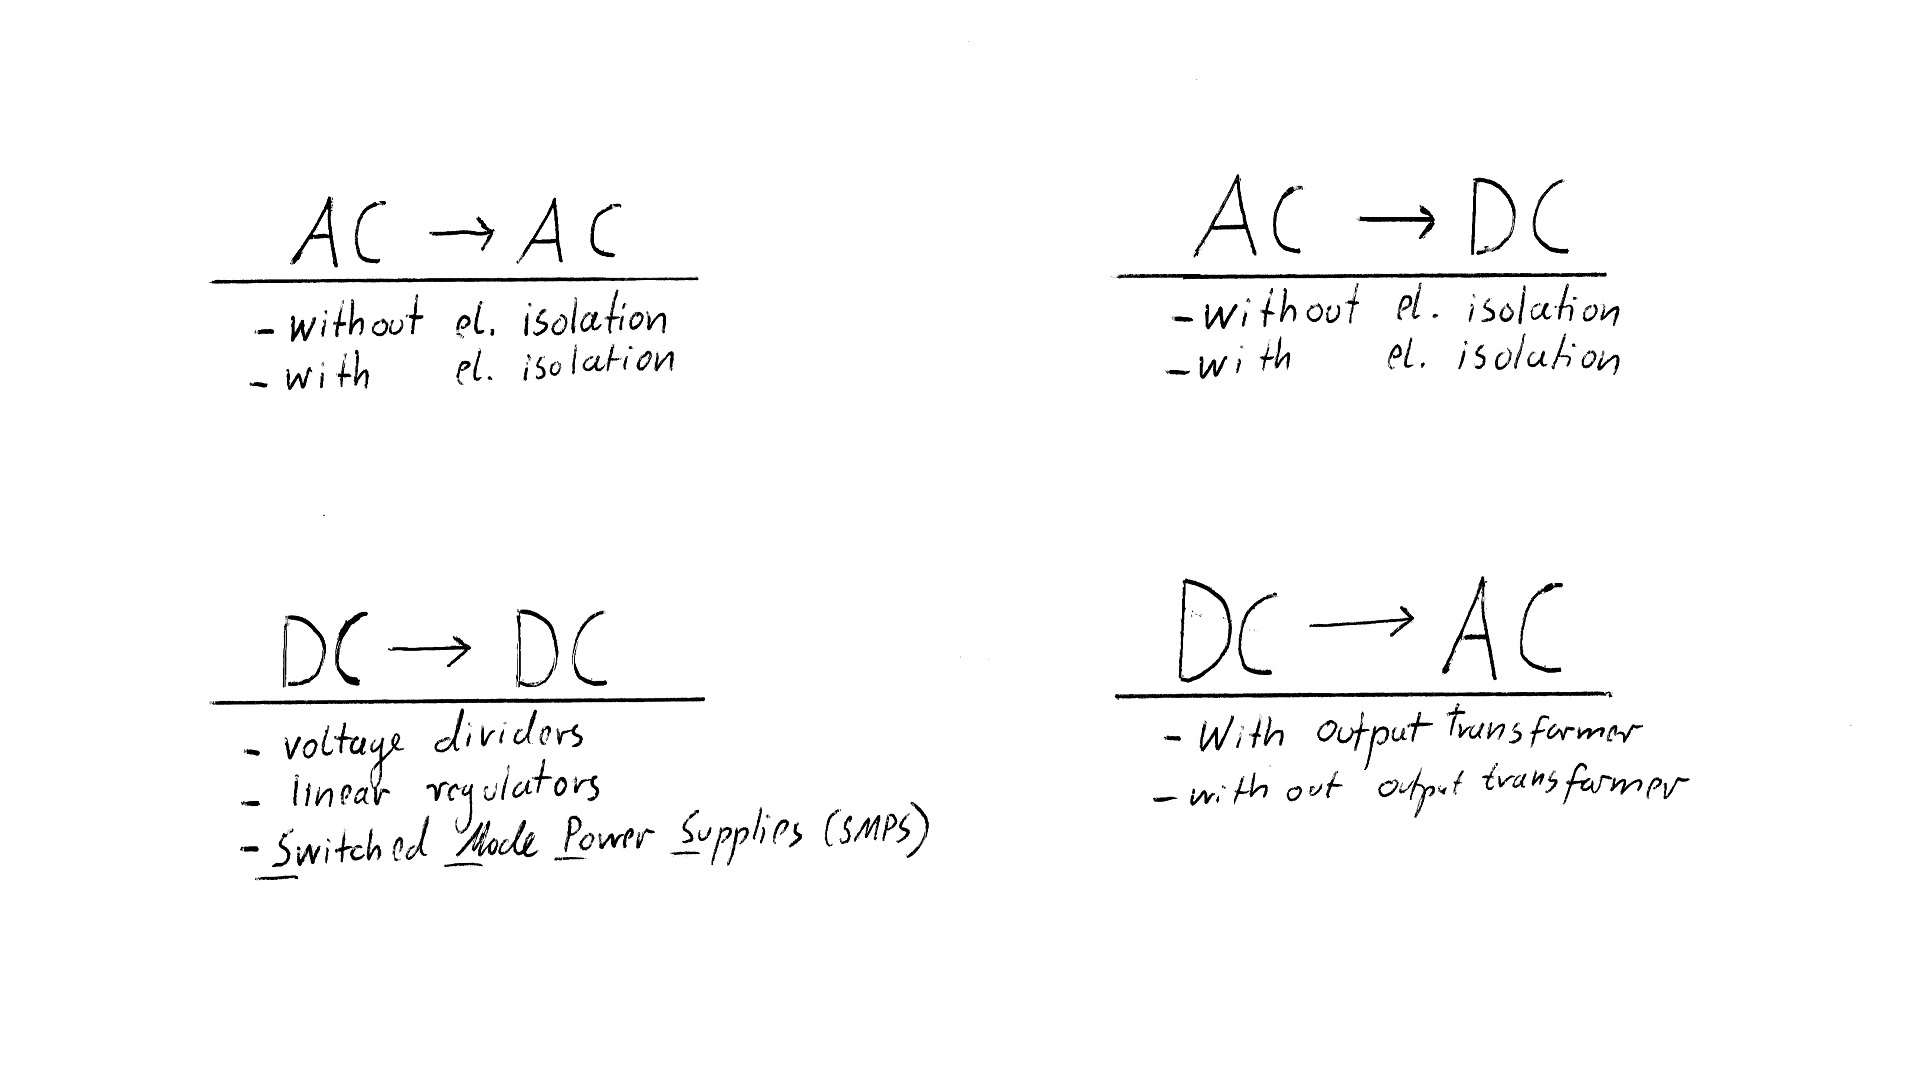 AC → AC
- without el. isolation
- with el. isolation
AC → DC
- without el. isolation
- with el. isolation
DC → DC
- voltage dividers
- linear regulators
- Switched Mode Power Supplies (SMPS)
DC → AC
- With output transformer
- with out output transformer